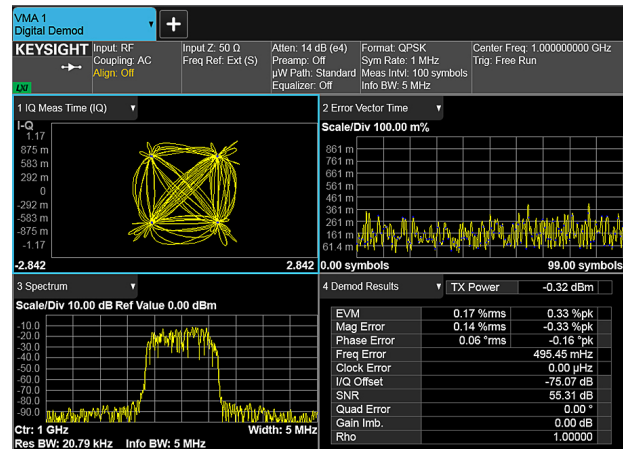 VMA 1
Digital Demod
+
KEYSIGHT
LXI
Input: RF
Coupling: AC
Align: Off
Input Z: 50 Ω
Freq Ref: Ext (S)
Atten: 14 dB (e4)
Preamp: Off
µW Path: Standard
Equalizer: Off
Format: QPSK
Sym Rate: 1 MHz
Meas Intvl: 100 symbols
Info BW: 5 MHz
Center Freq: 1.000000000 GHz
Trig: Free Run
1 IQ Meas Time (IQ)
I-Q
1.17
875 m
583 m
292 m
0
-292 m
-583 m
-875 m
-1.17
-2.842 2.842
2 Error Vector Time
Scale/Div 100.00 m%
861 m
761 m
661 m
561 m
461 m
361 m
261 m
161 m
61.4 m
0.00 symbols 99.00 symbols
3 Spectrum
Scale/Div 10.00 dB Ref Value 0.00 dBm
-10.0
-20.0
-30.0
-40.0
-50.0
-60.0
-70.0
-80.0
-90.0
Ctr: 1 GHz Width: 5 MHz
Res BW: 20.79 kHz Info BW: 5 MHz
4 Demod Results TX Power -0.32 dBm
EVM 0.17 %rms 0.33 %pk
Mag Error 0.14 %rms -0.33 %pk
Phase Error 0.06 °rms -0.16 °pk
Freq Error 495.45 mHz
Clock Error 0.00 µHz
I/Q Offset -75.07 dB
SNR 55.31 dB
Quad Error 0.00 °
Gain Imb. 0.00 dB
Rho 1.00000